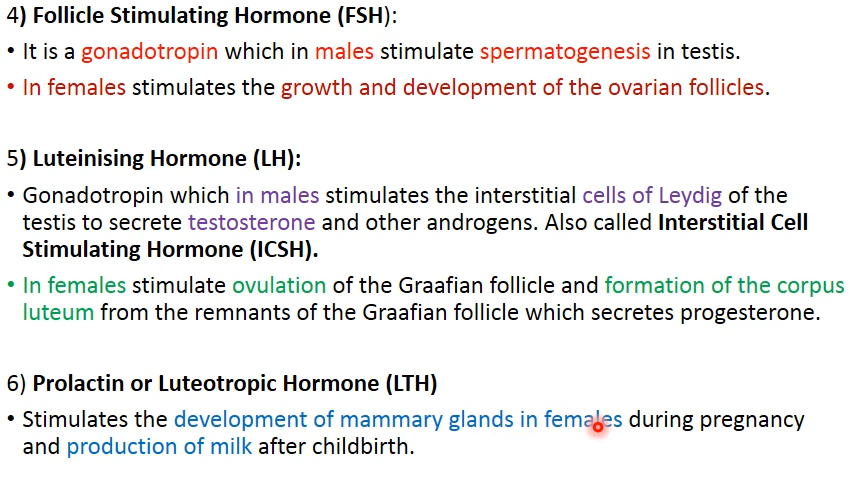 4) Follicle Stimulating Hormone (FSH):
• It is a gonadotropin which in males stimulate spermatogenesis in testis.
• In females stimulates the growth and development of the ovarian follicles.
5) Luteinising Hormone (LH):
• Gonadotropin which in males stimulates the interstitial cells of Leydig of the
testis to secrete testosterone and other androgens. Also called Interstitial Cell
Stimulating Hormone (ICSH).
• In females stimulate ovulation of the Graafian follicle and formation of the corpus
luteum from the remnants of the Graafian follicle which secretes progesterone.
6) Prolactin or Luteotropic Hormone (LTH)
• Stimulates the development of mammary glands in females during pregnancy
and production of milk after childbirth.